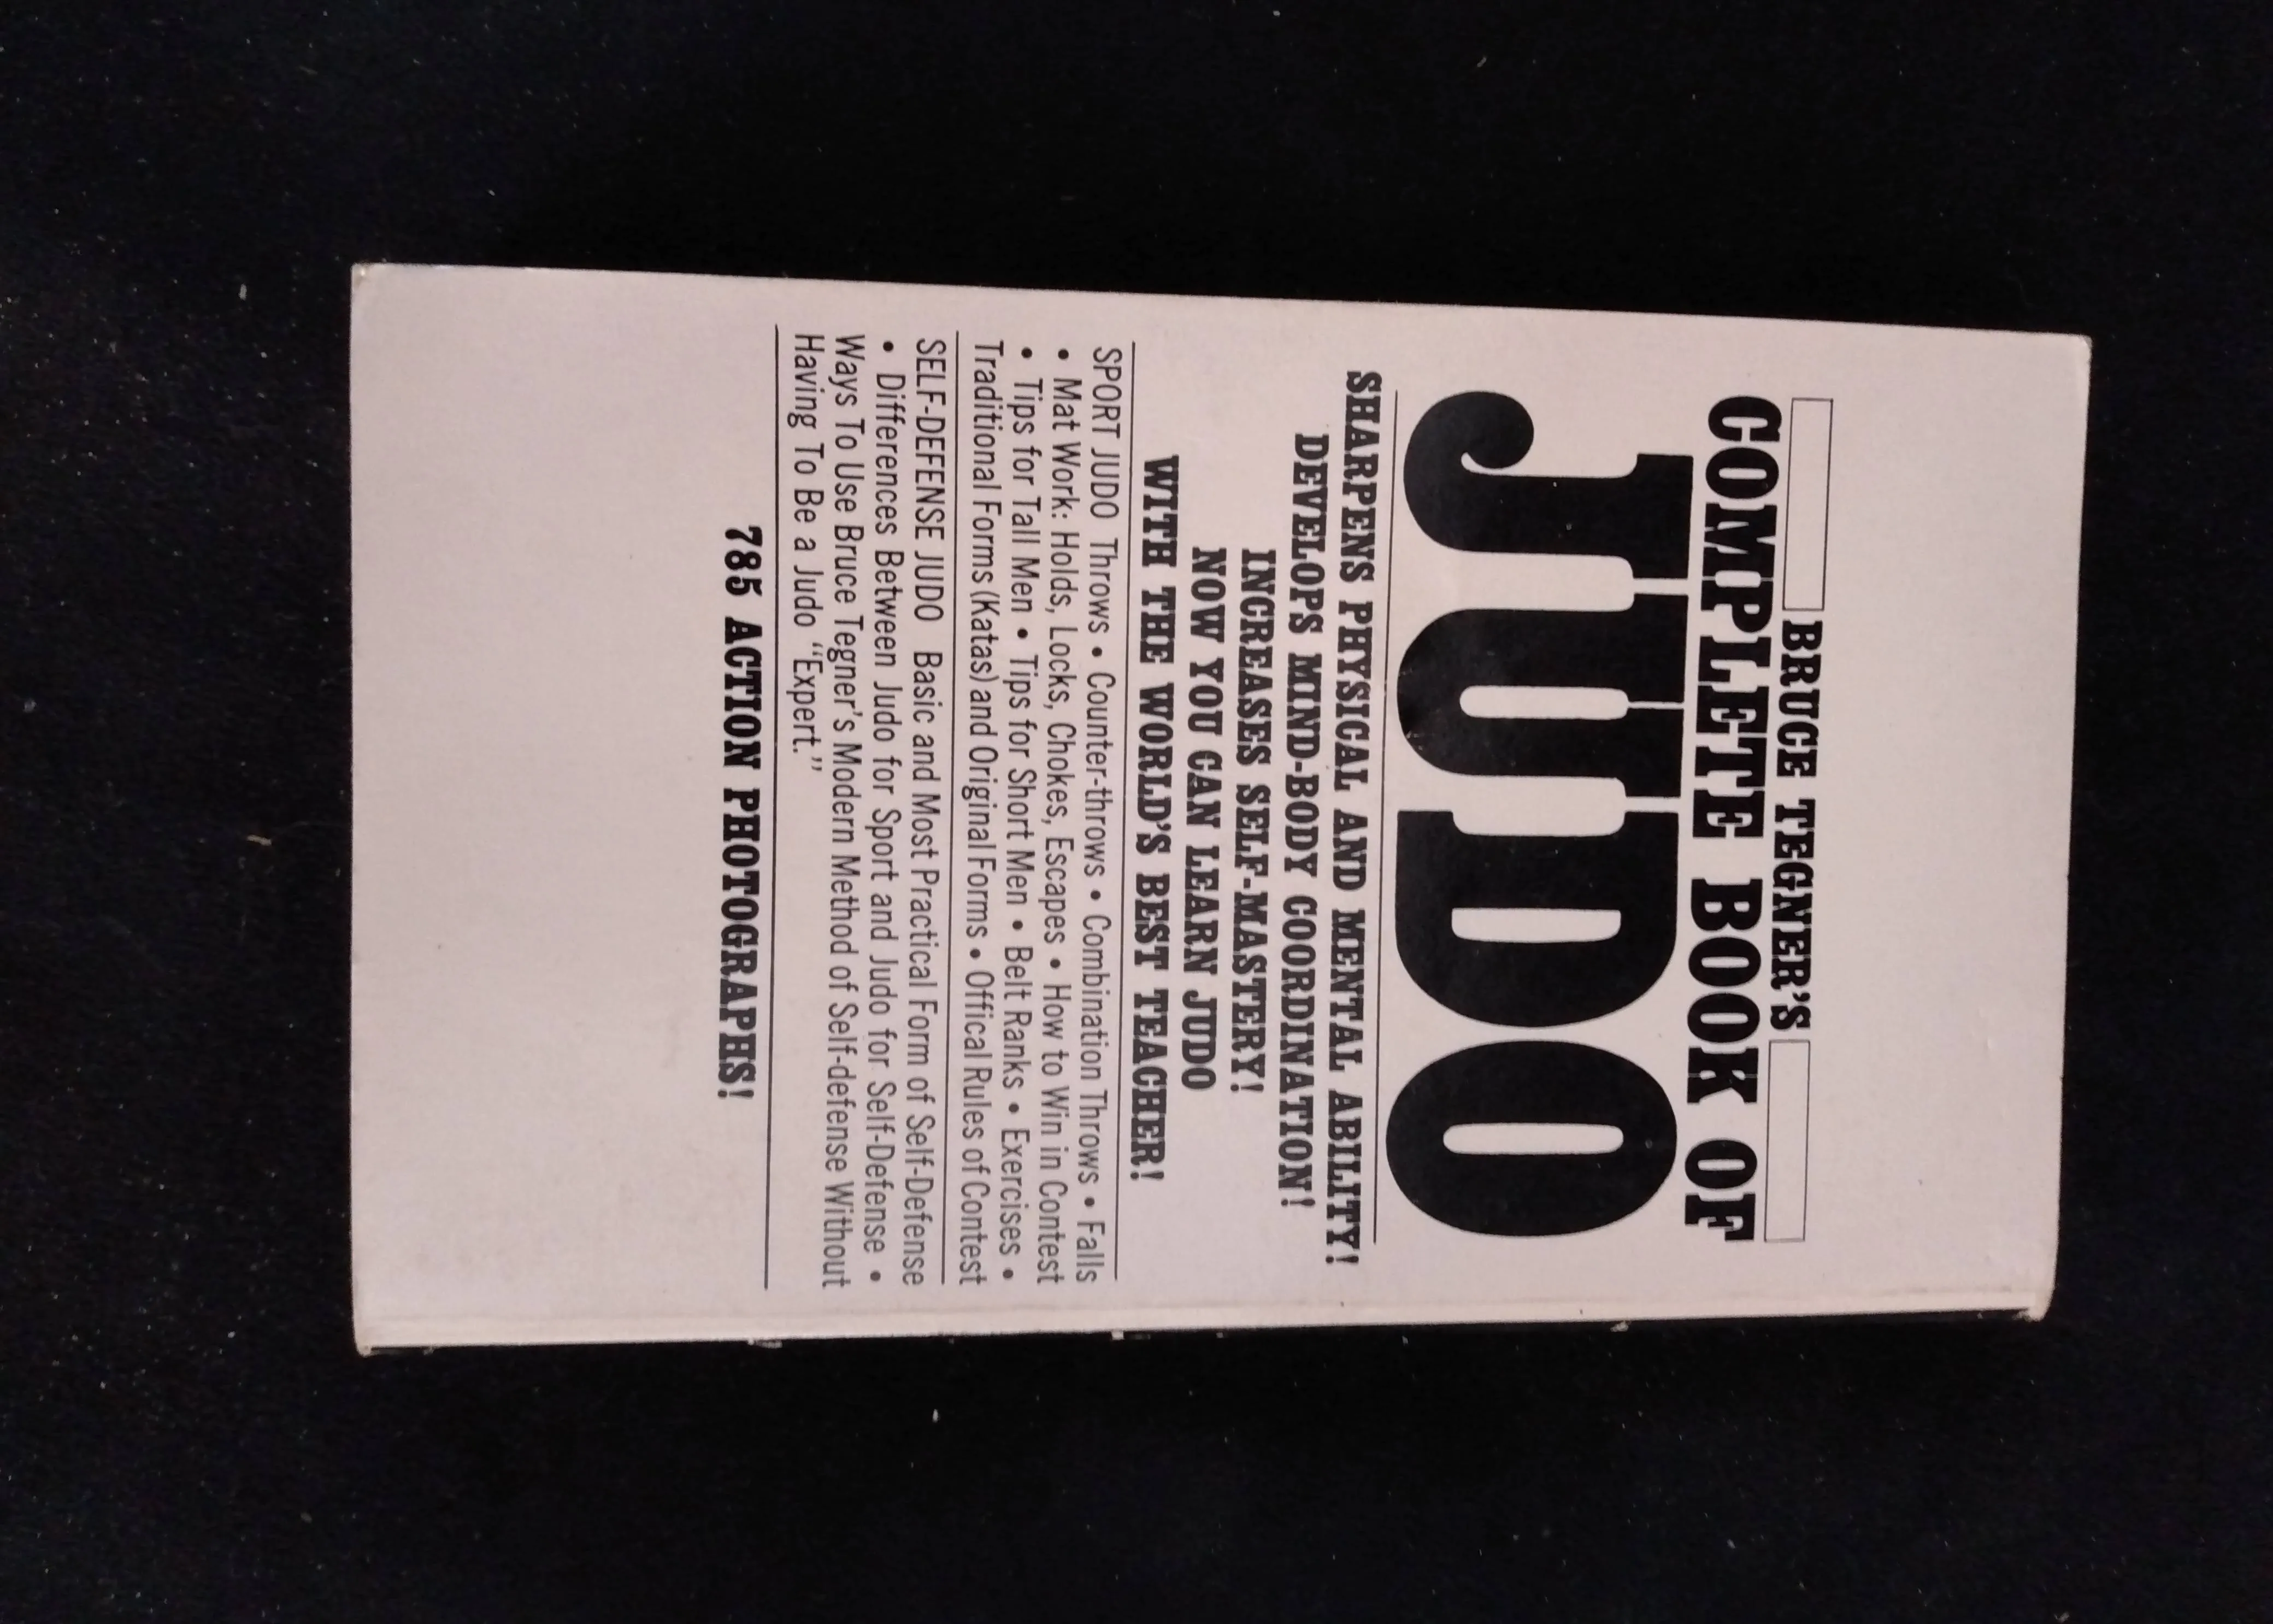 BRUCE TEGNER'S
COMPLETE BOOK OF
JUDO
SHARPENS PHYSICAL AND MENTAL ABILITY!
DEVELOPS MIND-BODY COORDINATION!
INCREASES SELF-MASTERY!
NOW YOU CAN LEARN JUDO
WITH THE WORLD'S BEST TEACHER!
SPORT JUDO Throws • Counter-throws • Combination Throws • Falls
• Mat Work: Holds, Locks, Chokes, Escapes • How to Win in Contest
• Tips for Tall Men • Tips for Short Men • Belt Ranks • Exercises •
Traditional Forms (Katas) and Original Forms • Offical Rules of Contest
SELF-DEFENSE JUDO Basic and Most Practical Form of Self-Defense
• Differences Between Judo for Sport and Judo for Self-Defense •
Ways To Use Bruce Tegner's Modern Method of Self-defense Without
Having To Be a Judo “Expert.”
785 ACTION PHOTOGRAPHS!